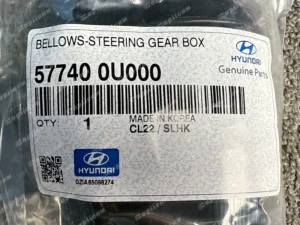 BELLOWS-STEERING GEAR BOX
HYUNDAI
Genuine Parts
57740 0U000
QTY: 1
MADE IN KOREA
CL22 / SLHK
HYUNDAI